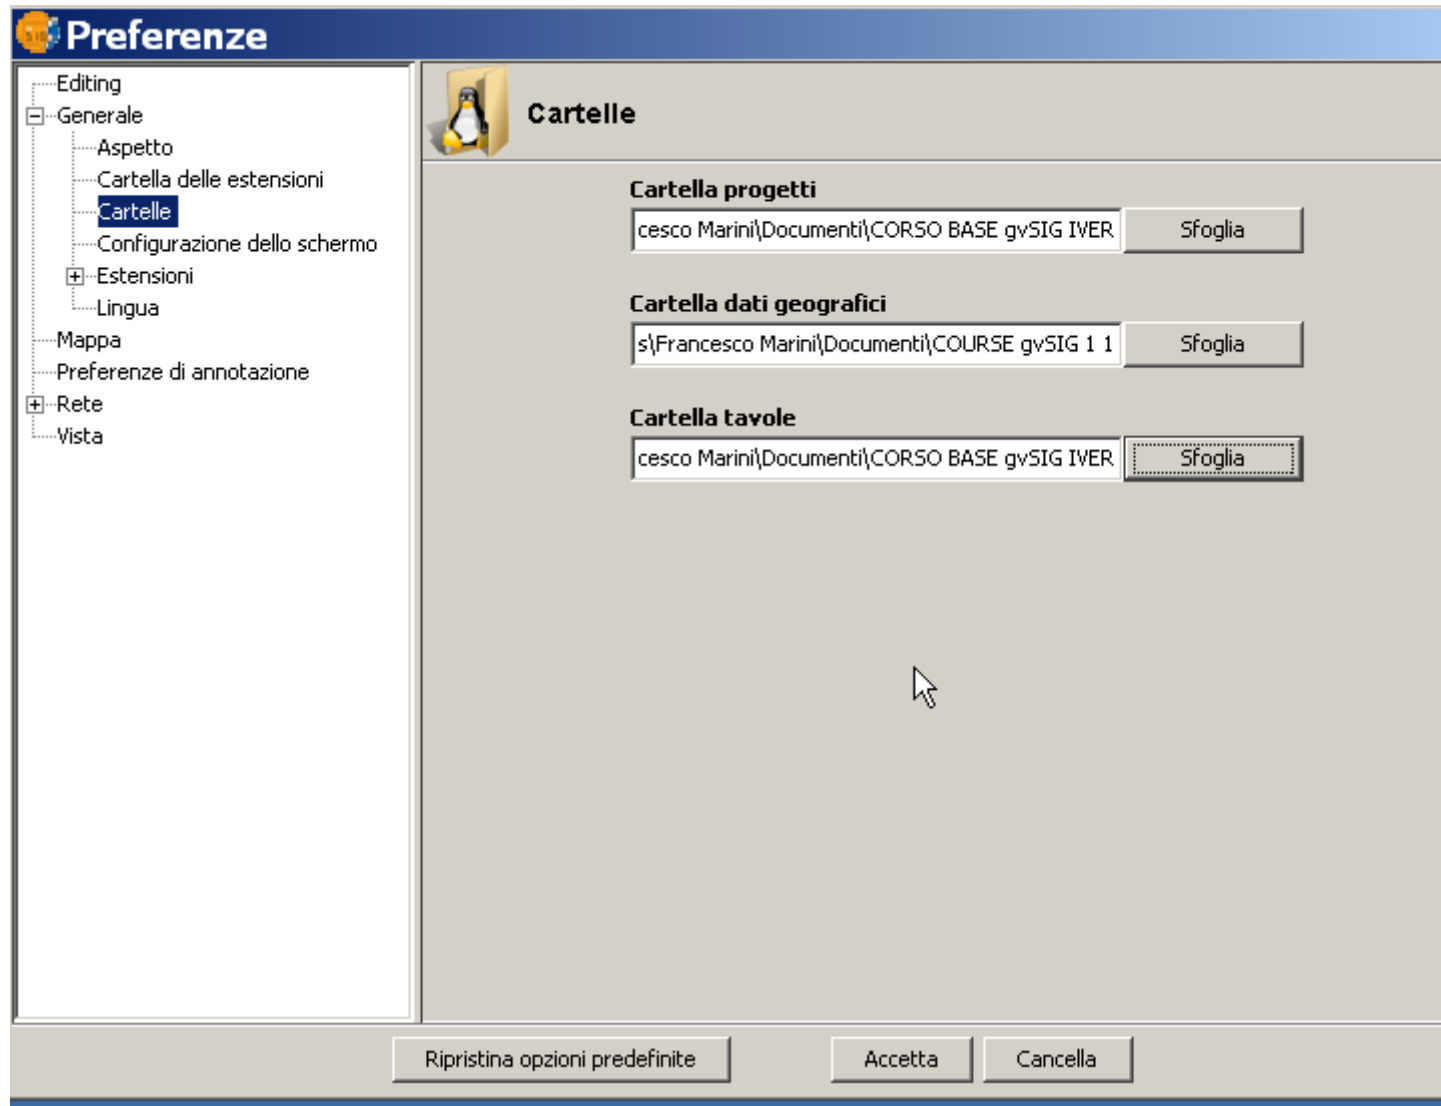 Preferenze
Editing
Generale
Aspetto
Cartella delle estensioni
Cartelle
Configurazione dello schermo
Estensioni
Lingua
Mappa
Preferenze di annotazione
Rete
Vista
Cartelle
Cartella progetti
cesco Marini\Documenti\CORSO BASE gvSIG IVER
Sfoglia
Cartella dati geografici
s\Francesco Marini\Documenti\COURSE gvSIG 1 1
Sfoglia
Cartella tavole
cesco Marini\Documenti\CORSO BASE gvSIG IVER
Sfoglia
Ripristina opzioni predefinite
Accetta
Cancella